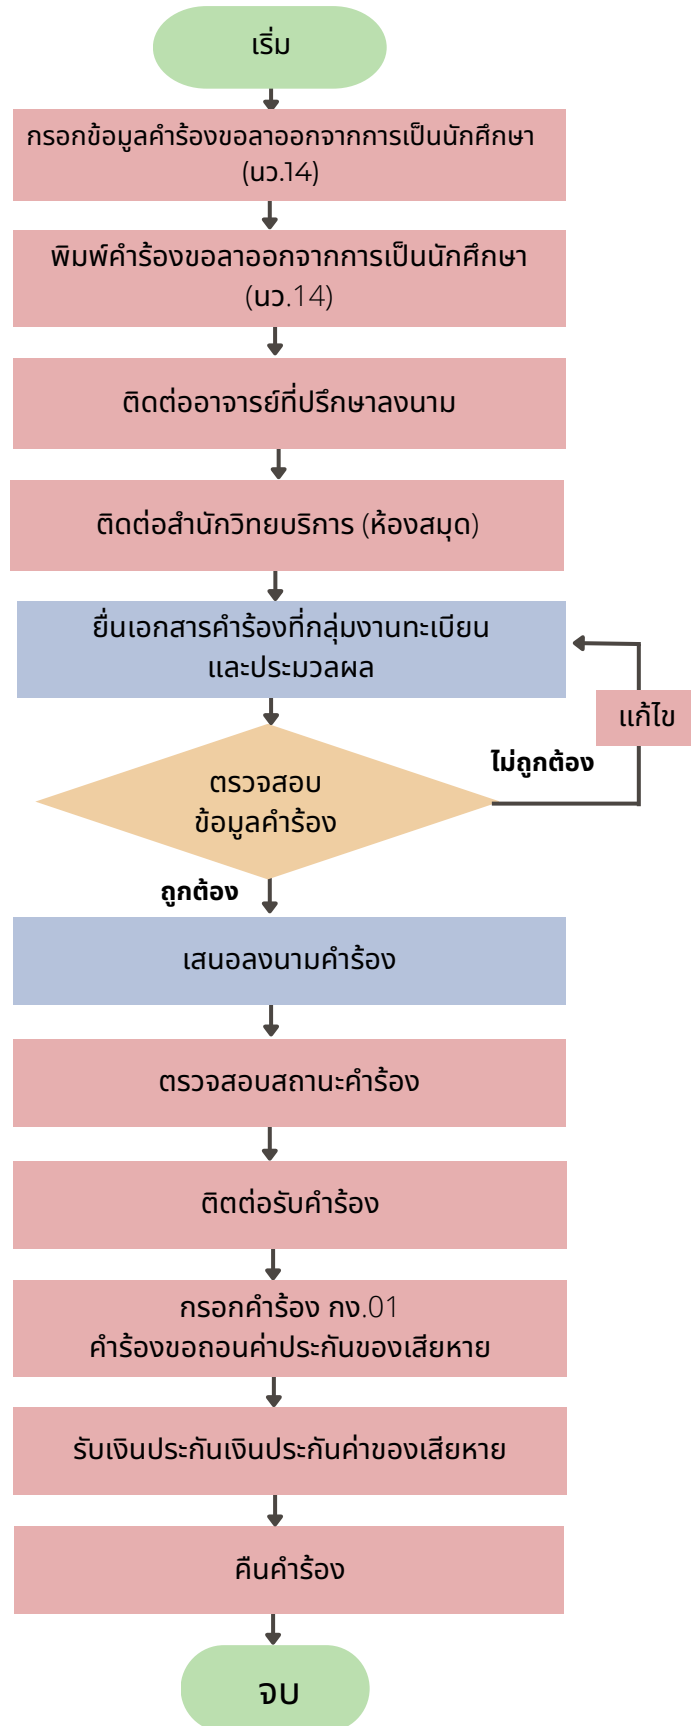 เริ่ม
กรอกข้อมูลคำร้องขอลาออกจากการเป็นนักศึกษา
(นว.14)
พิมพ์คำร้องขอลาออกจากการเป็นนักศึกษา
(นว.14)
ติดต่ออาจารย์ที่ปรึกษาลงนาม
ติดต่อสำนักวิทยบริการ (ห้องสมุด)
ยื่นเอกสารคำร้องที่กลุ่มงานทะเบียน
และประมวลผล
แก้ไข
ไม่ถูกต้อง
ตรวจสอบ
ข้อมูลคำร้อง
ถูกต้อง
เสนอลงนามคำร้อง
ตรวจสอบสถานะคำร้อง
ติตต่อรับคำร้อง
กรอกคำร้อง กง.01
คำร้องขอถอนค่าประกันของเสียหาย
รับเงินประกันเงินประกันค่าของเสียหาย
คืนคำร้อง
จบ